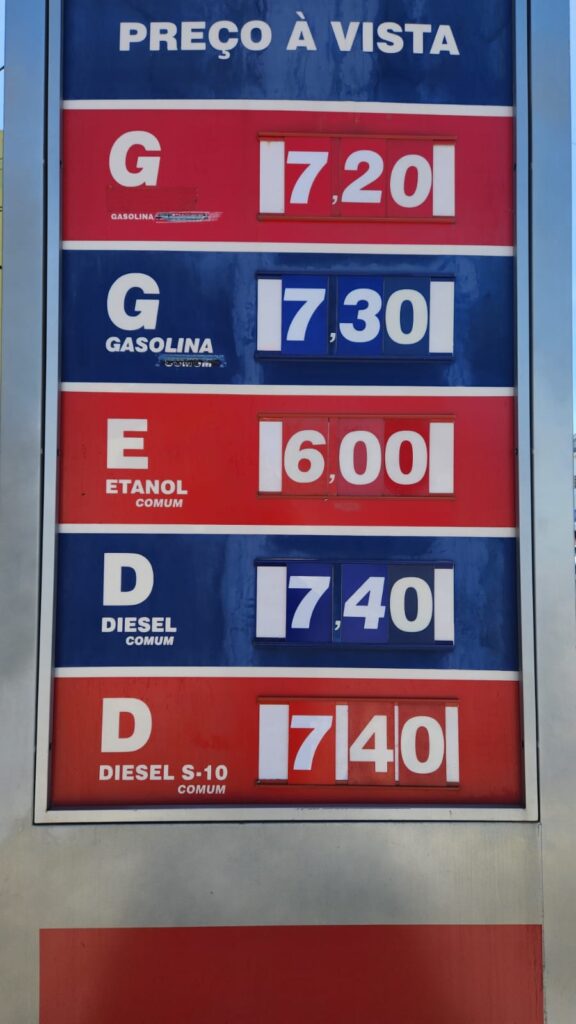 PREÇO À VISTA
G 7,20
GASOLINA
G 7,30
GASOLINA
E 6,00
ETANOL
COMUM
D 7,40
DIESEL
COMUM
D 740
DIESEL S-10
COMUM